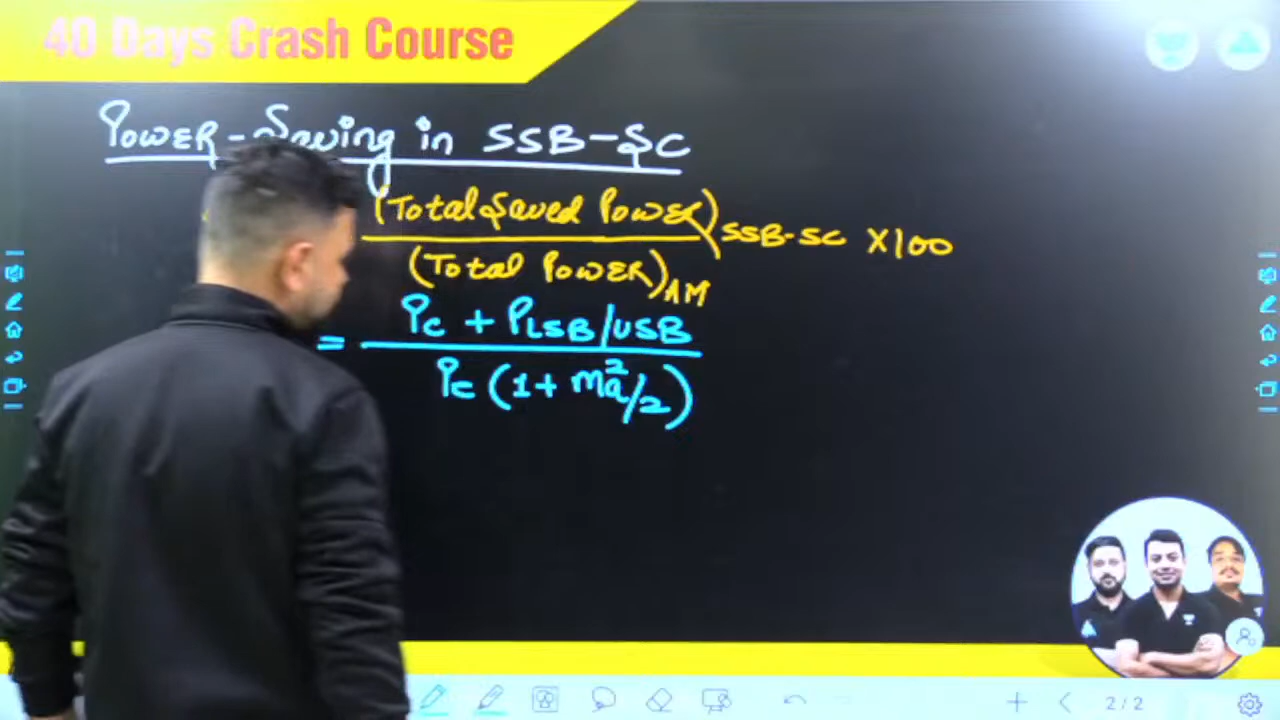 40 Days Crash Course
POWER-Saving in SSB-SC
(Total Saved Power)SSB-SC ×100
(Total Power)AM
= Pc + PLSB/USB
Pc (1 + ma²/2)
2/2